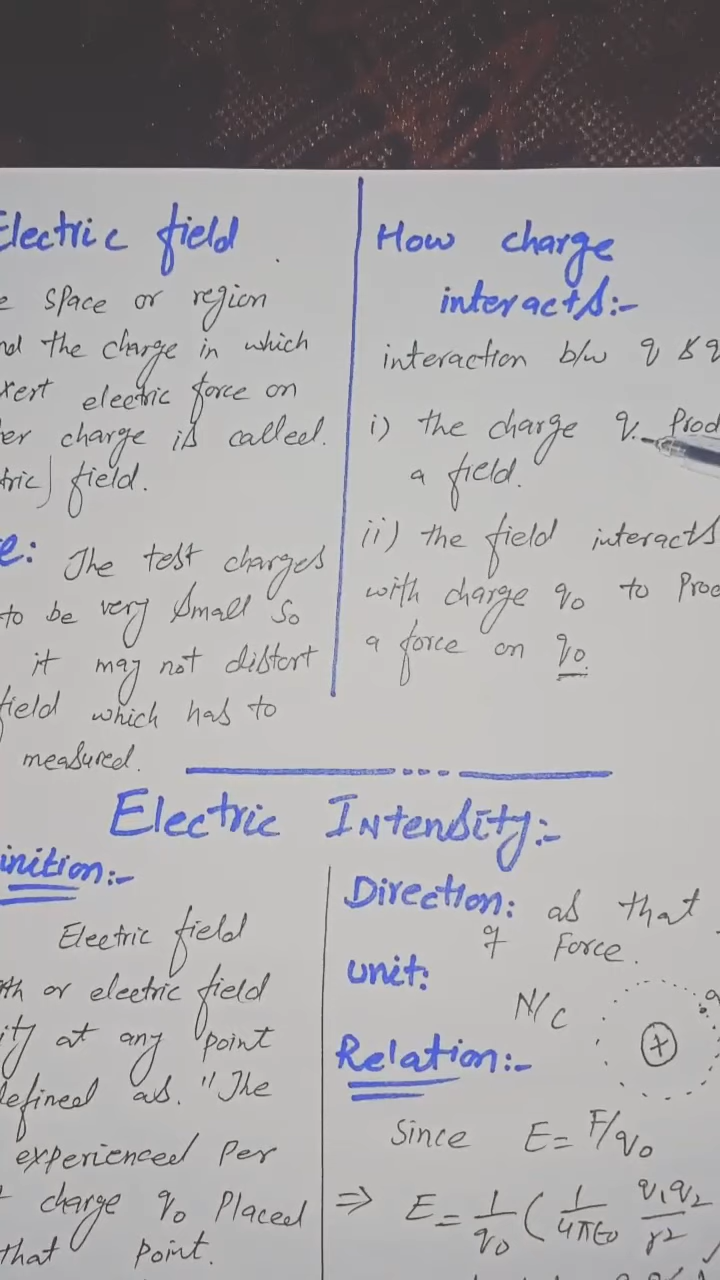 Electric field
space or region
the charge in which
electric force on
charge is called.
field.
The test charges
to be very small so
it may not distort
field which has to
measured.
How charge
interacts:-
interaction b/w q &
i) the charge q
a field.
ii) the field interacts
with charge q0 to
a force on q0.
Electric Intensity:-
Electric field
or electric field
at any point
defined as. "The
experienced per
charge q0 placed
that point.
Direction: as that
of Force.
unit:
N/C
+
Relation:-
Since E = F/q0
⇒ E = 1/q0 ( 1/4πε0 q1q2/r2